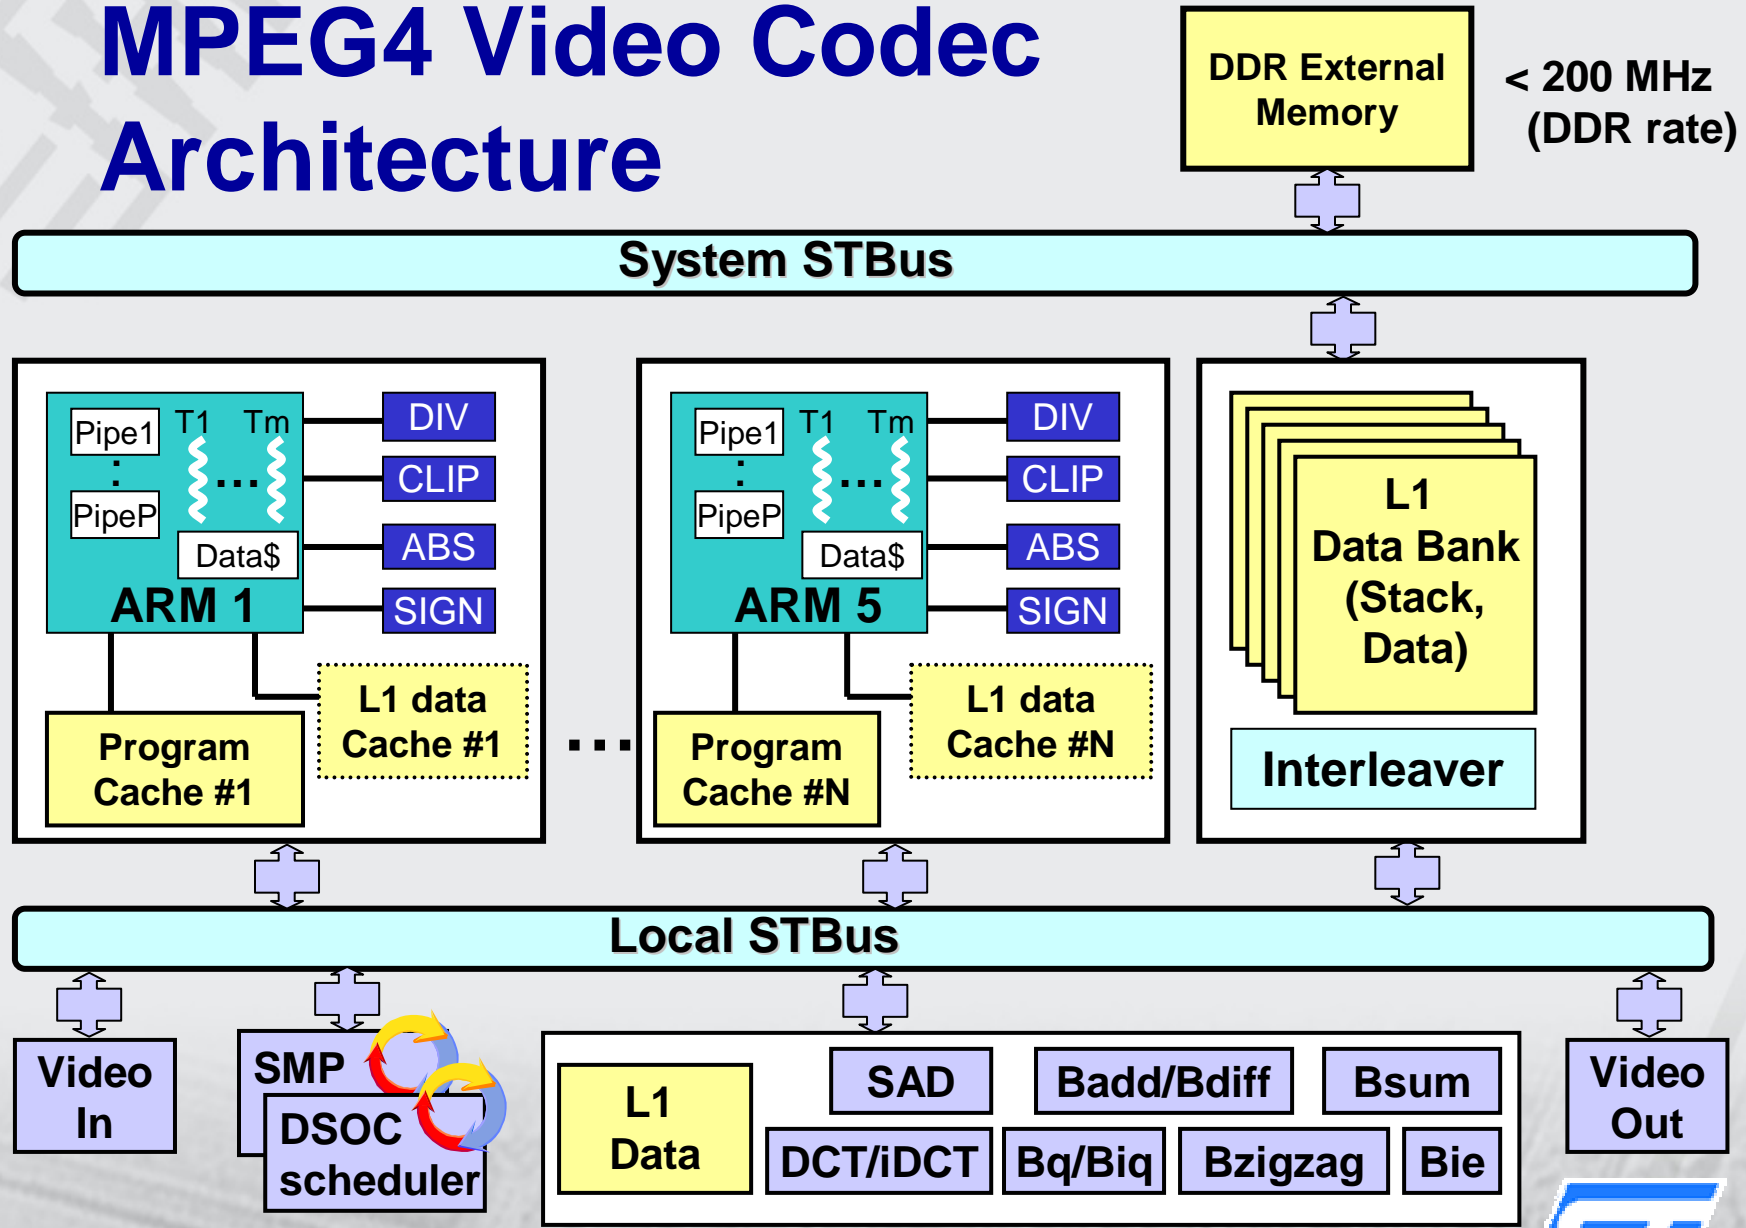 MPEG4 Video Codec
Architecture
DDR External
Memory
< 200 MHz
(DDR rate)
System STBus
Pipe1
:
PipeP
T1
Tm
...
Data$
ARM 1
DIV
CLIP
ABS
SIGN
L1 data
Cache #1
Program
Cache #1
...
Pipe1
:
PipeP
T1
Tm
...
Data$
ARM 5
DIV
CLIP
ABS
SIGN
L1 data
Cache #N
Program
Cache #N
L1
Data Bank
(Stack,
Data)
Interleaver
Local STBus
Video
In
SMP
DSOC
scheduler
L1
Data
SAD
Badd/Bdiff
Bsum
DCT/iDCT
Bq/Biq
Bzigzag
Bie
Video
Out